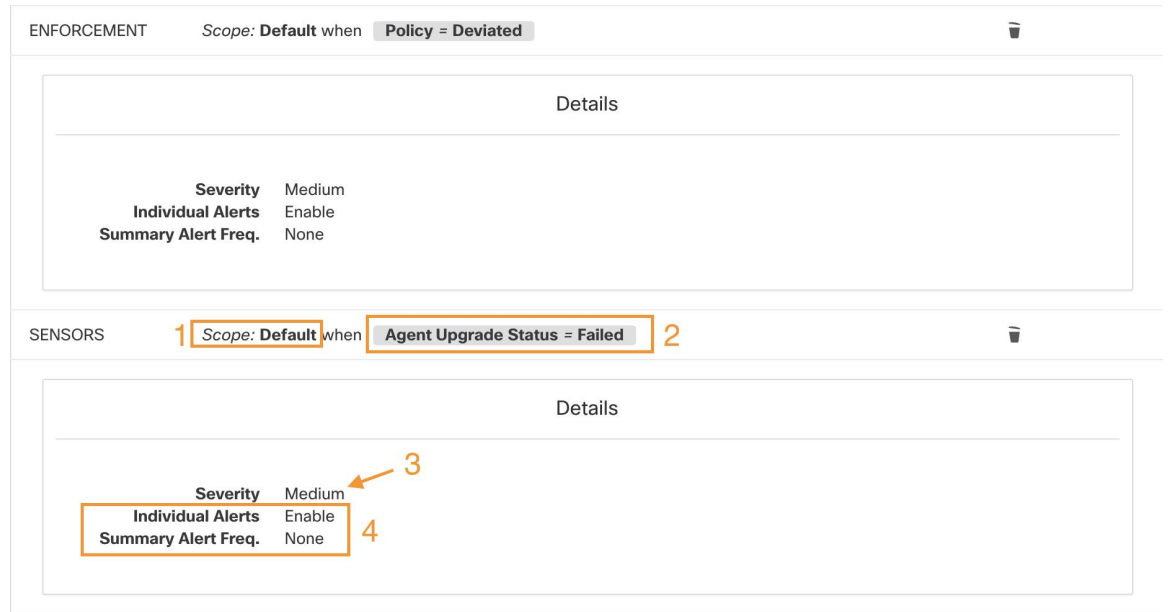 ENFORCEMENT Scope: Default when Policy = Deviated
Details
Severity Medium
Individual Alerts Enable
Summary Alert Freq. None
SENSORS 1 Scope: Default when Agent Upgrade Status = Failed 2
Details
3
Severity Medium
Individual Alerts Enable
4
Summary Alert Freq. None